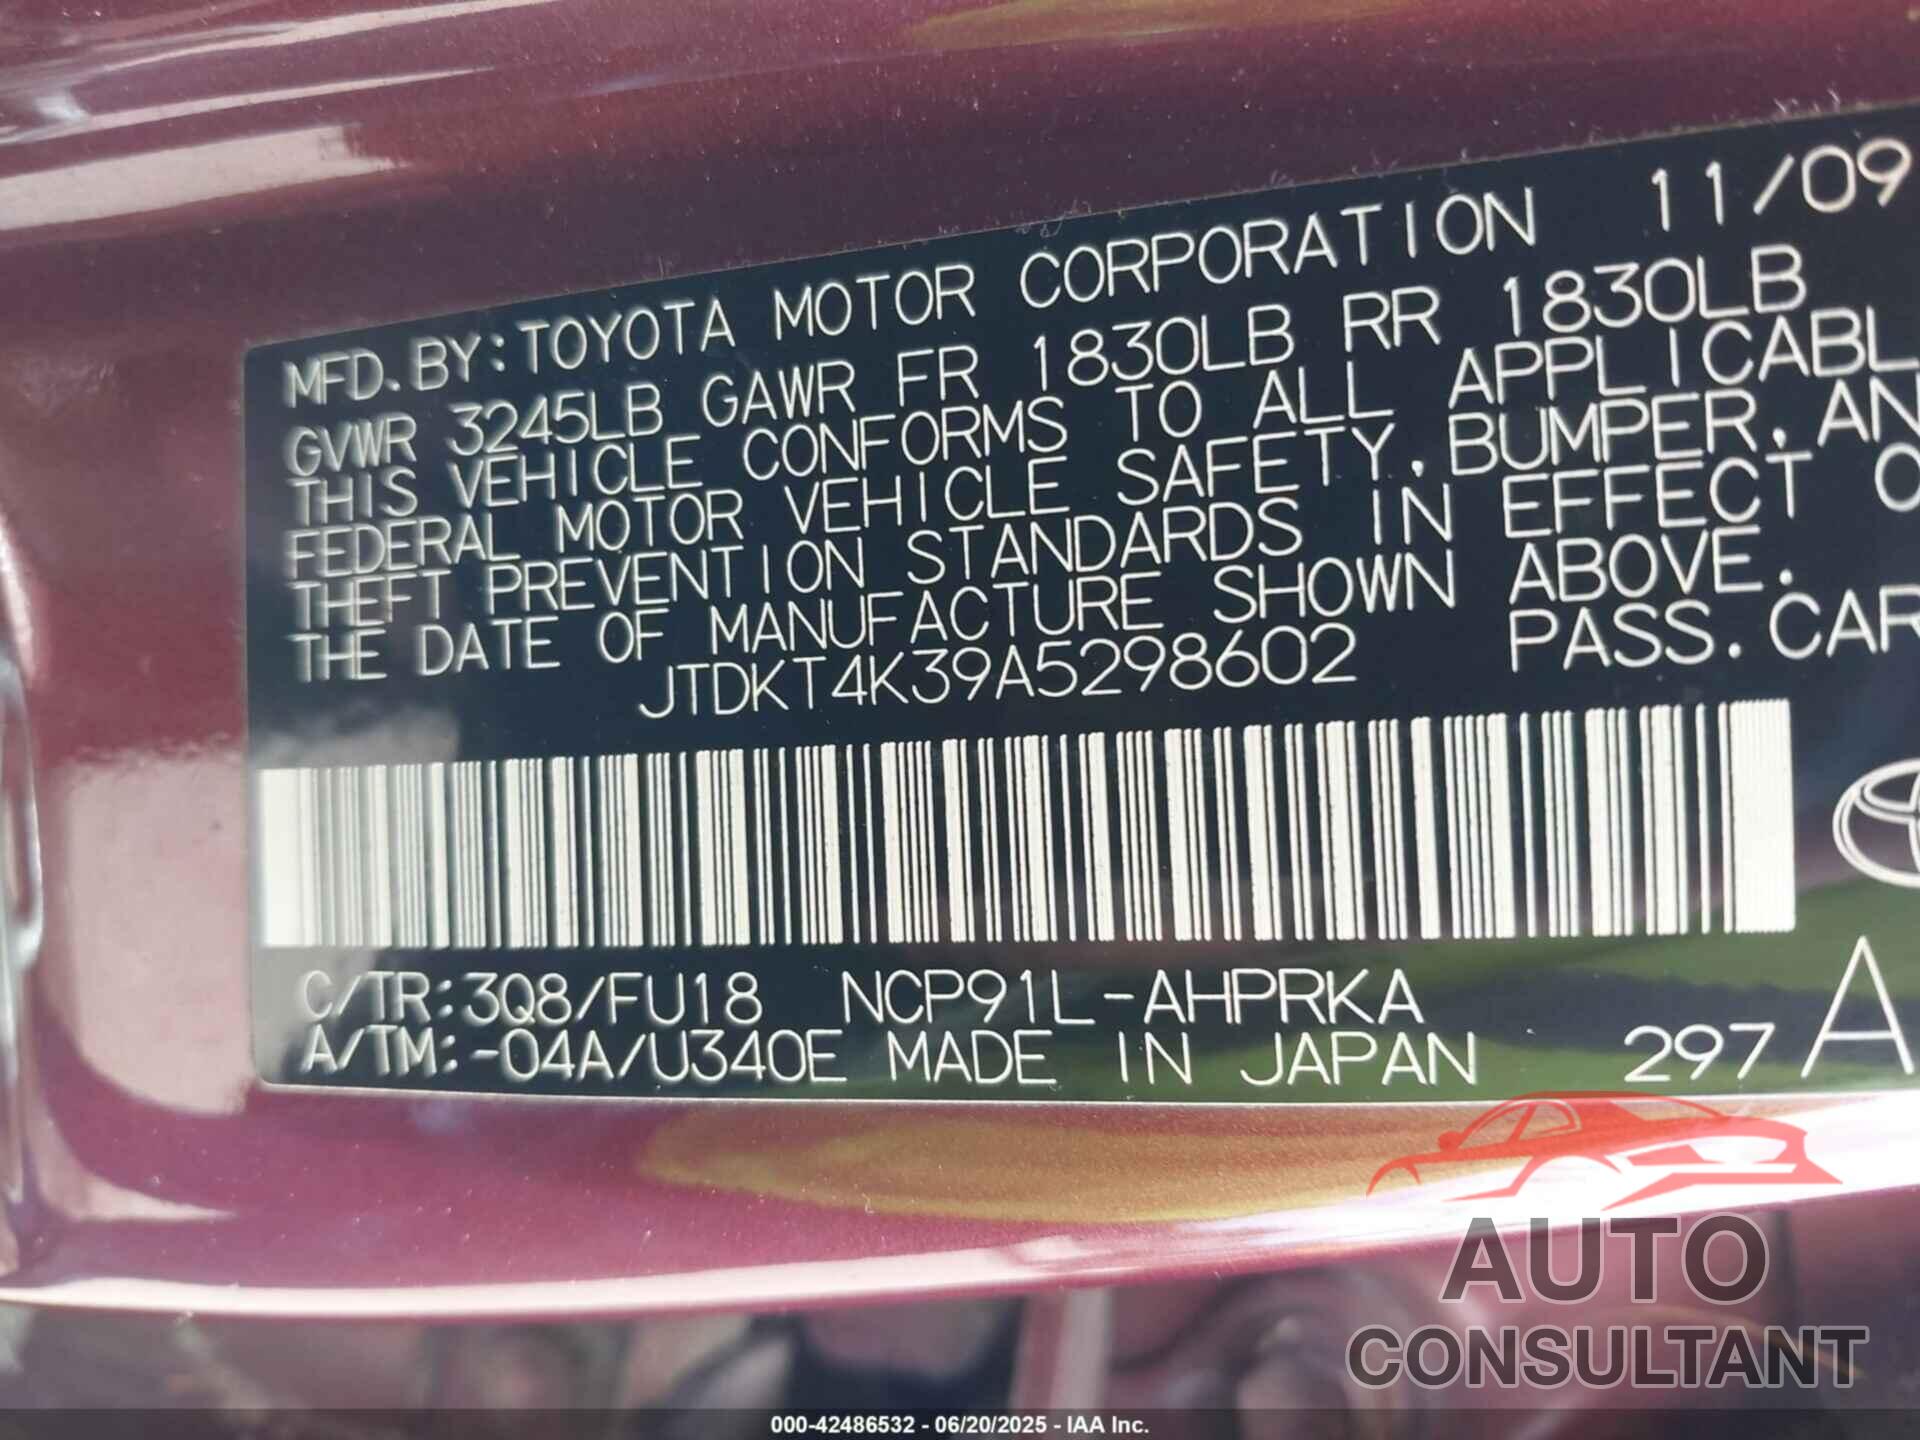 MFD. BY: TOYOTA MOTOR CORPORATION 11/09
GVWR 3245LB GAWR FR 1830LB RR 1830LB
THIS VEHICLE CONFORMS TO ALL APPLICABL
FEDERAL MOTOR VEHICLE SAFETY, BUMPER, AN
THEFT PREVENTION STANDARDS IN EFFECT O
THE DATE OF MANUFACTURE SHOWN ABOVE.
JTDKT4K39A5298602 PASS. CAR
C/TR:3Q8/FU18 NCP91L-AHPRKA
A/TM:-04A/U340E MADE IN JAPAN 297 A
AUTO
CONSULTANT
000-42486532 - 06/20/2025 - IAA Inc.